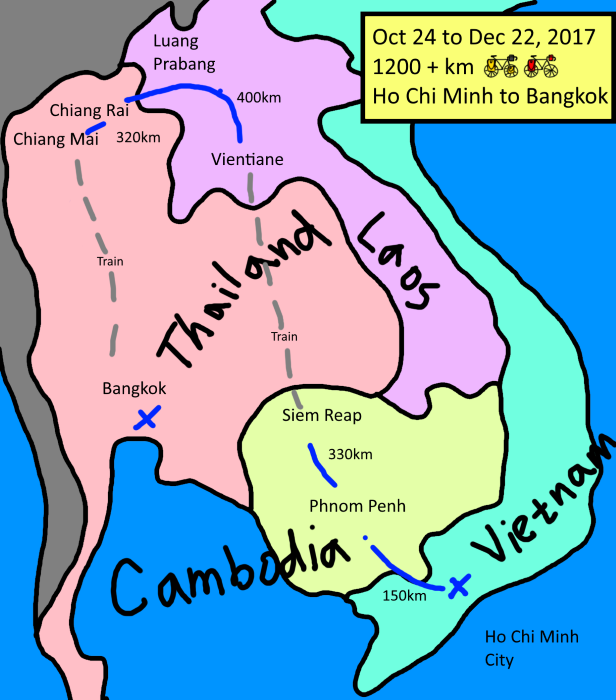 Oct 24 to Dec 22, 2017
1200 + km
Ho Chi Minh to Bangkok
Luang
Prabang
400km
Chiang Rai
Chiang Mai
320km
Vientiane
Laos
Thailand
Train
Train
Bangkok
Siem Reap
330km
Phnom Penh
Vietnam
Cambodia
150km
Ho Chi Minh
City